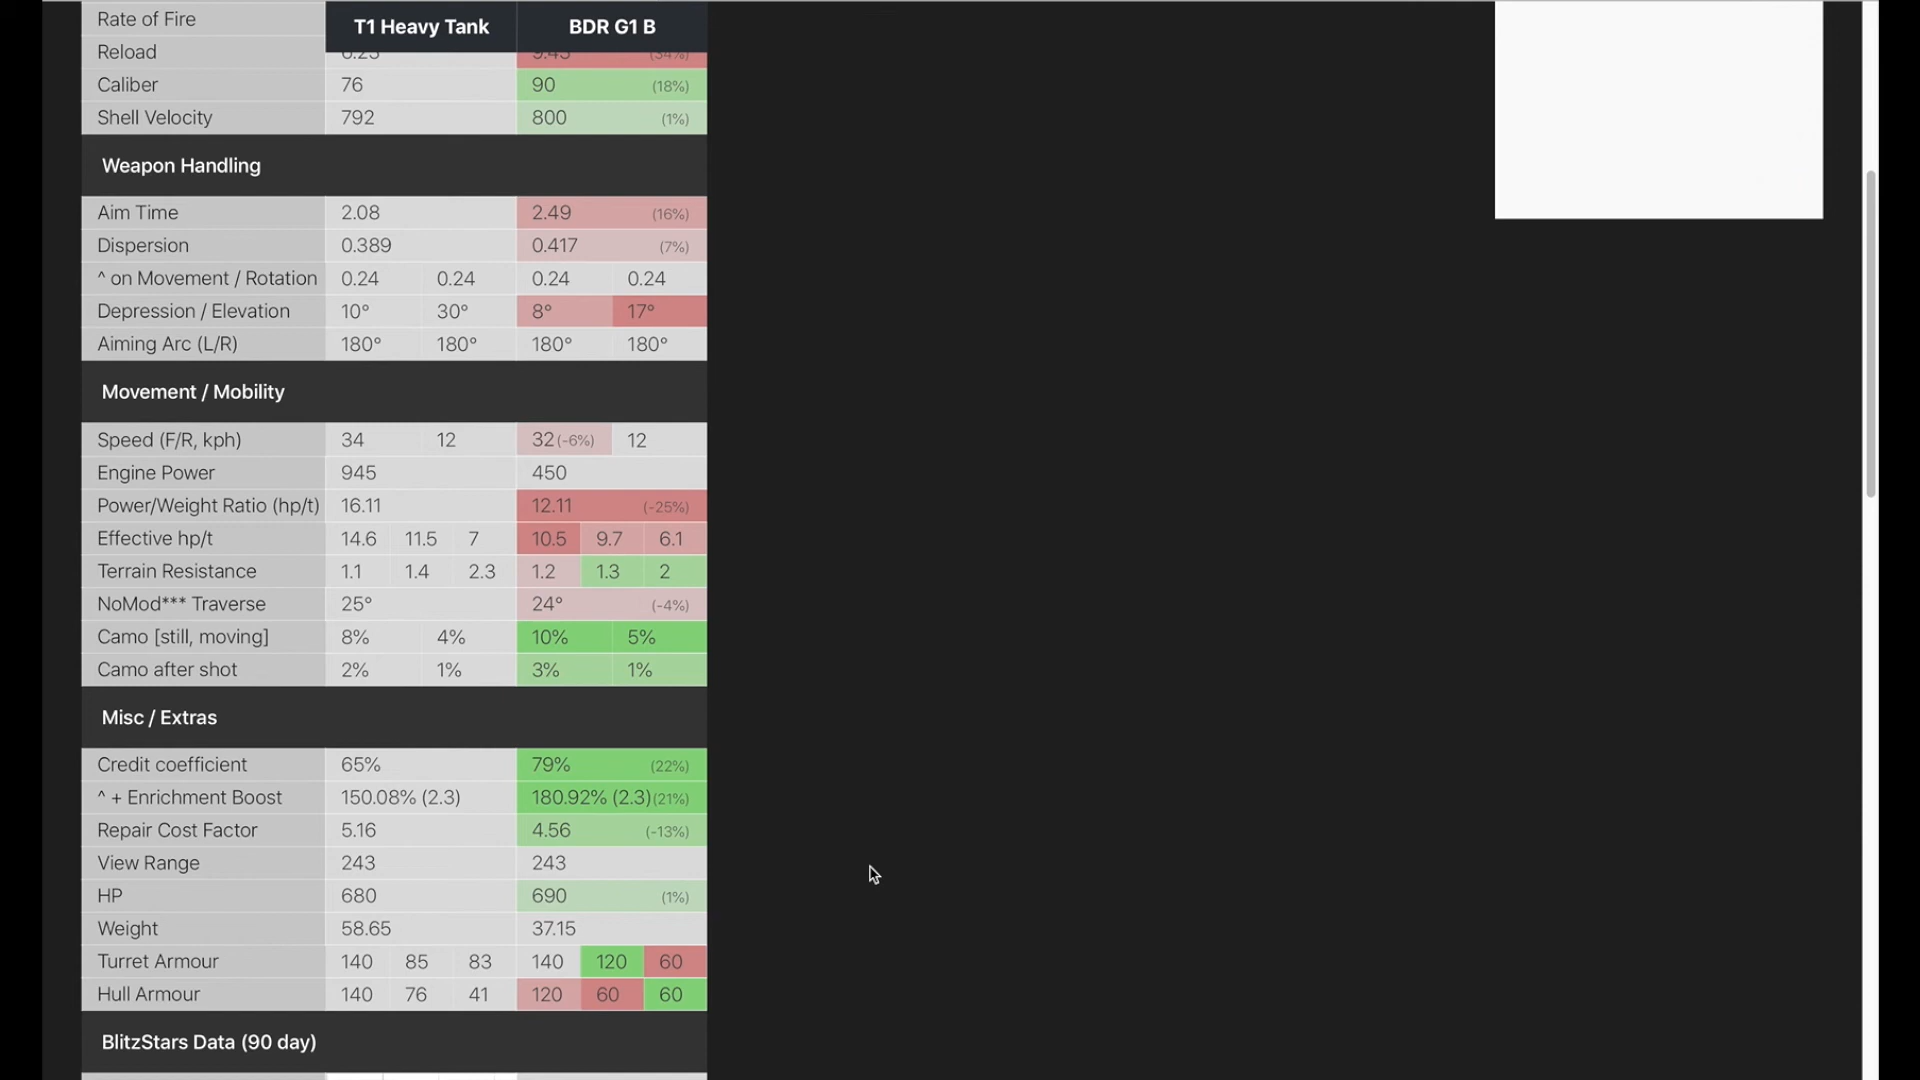 T1 Heavy Tank BDR G1 B
Rate of Fire
Reload 6.25 9.45 (34%)
Caliber 76 90 (18%)
Shell Velocity 792 800 (1%)
Weapon Handling
Aim Time 2.08 2.49 (16%)
Dispersion 0.389 0.417 (7%)
^ on Movement / Rotation 0.24 0.24 0.24 0.24
Depression / Elevation 10° 30° 8° 17°
Aiming Arc (L/R) 180° 180° 180° 180°
Movement / Mobility
Speed (F/R, kph) 34 12 32 (-6%) 12
Engine Power 945 450
Power/Weight Ratio (hp/t) 16.11 12.11 (-25%)
Effective hp/t 14.6 11.5 7 10.5 9.7 6.1
Terrain Resistance 1.1 1.4 2.3 1.2 1.3 2
NoMod*** Traverse 25° 24° (-4%)
Camo [still, moving] 8% 4% 10% 5%
Camo after shot 2% 1% 3% 1%
Misc / Extras
Credit coefficient 65% 79% (22%)
^ + Enrichment Boost 150.08% (2.3) 180.92% (2.3) (21%)
Repair Cost Factor 5.16 4.56 (-13%)
View Range 243 243
HP 680 690 (1%)
Weight 58.65 37.15
Turret Armour 140 85 83 140 120 60
Hull Armour 140 76 41 120 60 60
BlitzStars Data (90 day)